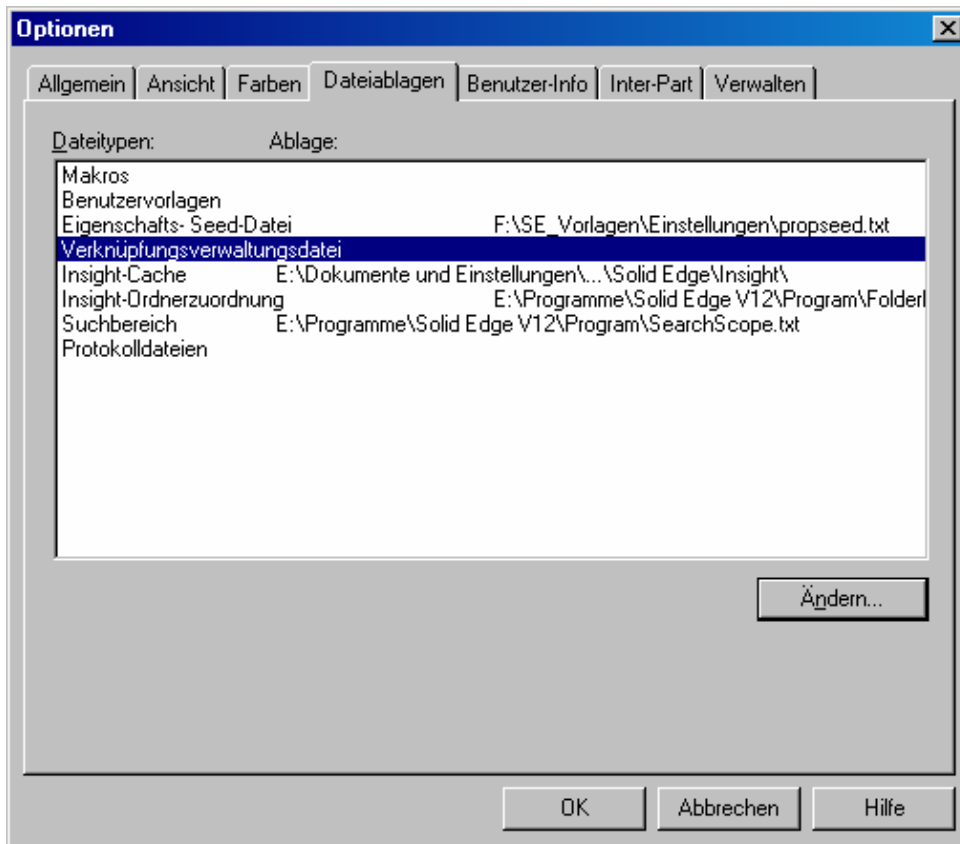 Optionen
Allgemein Ansicht Farben Dateiablagen Benutzer-Info Inter-Part Verwalten
Dateitypen: Ablage:
Makros
Benutzervorlagen
Eigenschafts- Seed-Datei F:\SE_Vorlagen\Einstellungen\propseed.txt
Verknüpfungsverwaltungsdatei
Insight-Cache E:\Dokumente und Einstellungen\...\Solid Edge\Insight\
Insight-Ordnerzuordnung E:\Programme\Solid Edge V12\Program\Folderl
Suchbereich E:\Programme\Solid Edge V12\Program\SearchScope.txt
Protokolldateien
Ändern...
OK Abbrechen Hilfe